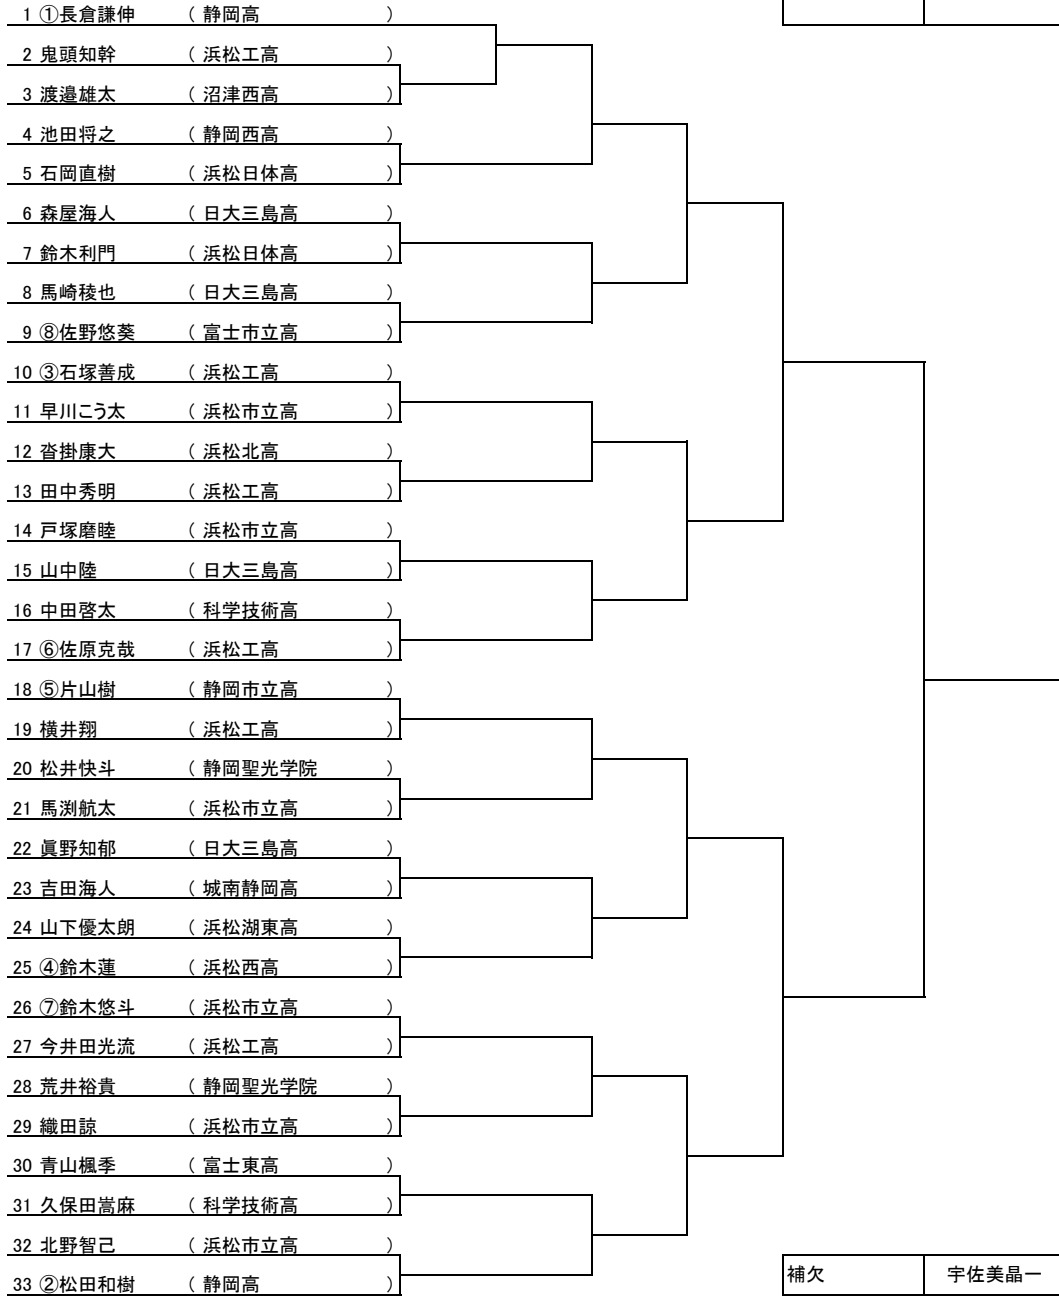 1 ①長倉謙伸 ( 静岡高 )
2 鬼頭知幹 ( 浜松工高 )
3 渡邉雄太 ( 沼津西高 )
4 池田将之 ( 静岡西高 )
5 石岡直樹 ( 浜松日体高 )
6 森屋海人 ( 日大三島高 )
7 鈴木利門 ( 浜松日体高 )
8 馬崎稜也 ( 日大三島高 )
9 ⑧佐野悠葵 ( 富士市立高 )
10 ③石塚善成 ( 浜松工高 )
11 早川こう太 ( 浜松市立高 )
12 沓掛康大 ( 浜松北高 )
13 田中秀明 ( 浜松工高 )
14 戸塚磨睦 ( 浜松市立高 )
15 山中陸 ( 日大三島高 )
16 中田啓太 ( 科学技術高 )
17 ⑥佐原克哉 ( 浜松工高 )
18 ⑤片山樹 ( 静岡市立高 )
19 横井翔 ( 浜松工高 )
20 松井快斗 ( 静岡聖光学院 )
21 馬渕航太 ( 浜松市立高 )
22 眞野知郁 ( 日大三島高 )
23 吉田海人 ( 城南静岡高 )
24 山下優太朗 ( 浜松湖東高 )
25 ④鈴木蓮 ( 浜松西高 )
26 ⑦鈴木悠斗 ( 浜松市立高 )
27 今井田光流 ( 浜松工高 )
28 荒井裕貴 ( 静岡聖光学院 )
29 織田諒 ( 浜松市立高 )
30 青山楓季 ( 富士東高 )
31 久保田嵩麻 ( 科学技術高 )
32 北野智己 ( 浜松市立高 )
33 ②松田和樹 ( 静岡高 )
補欠 宇佐美晶一